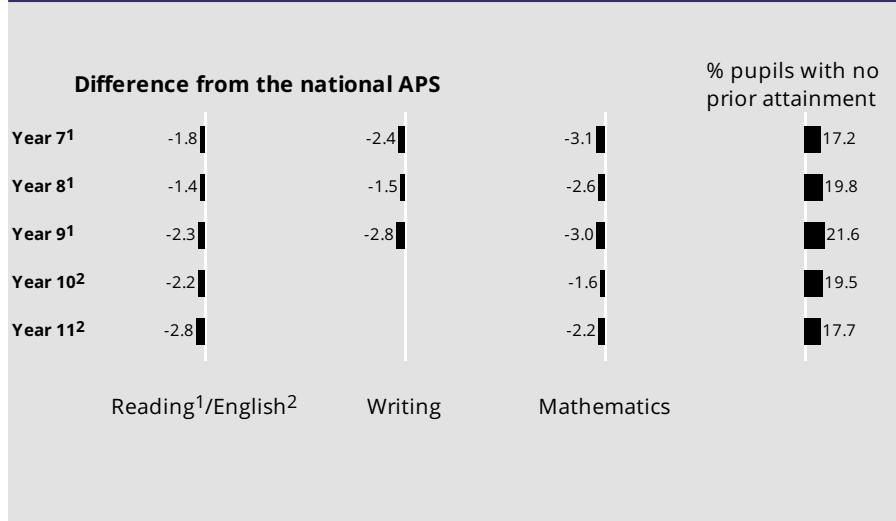 % pupils with no
prior attainment
Difference from the national APS
Year 7¹ -1.8 -2.4 -3.1 17.2
Year 8¹ -1.4 -1.5 -2.6 19.8
Year 9¹ -2.3 -2.8 -3.0 21.6
Year 10² -2.2 -1.6 19.5
Year 11² -2.8 -2.2 17.7
Reading¹/English² Writing Mathematics